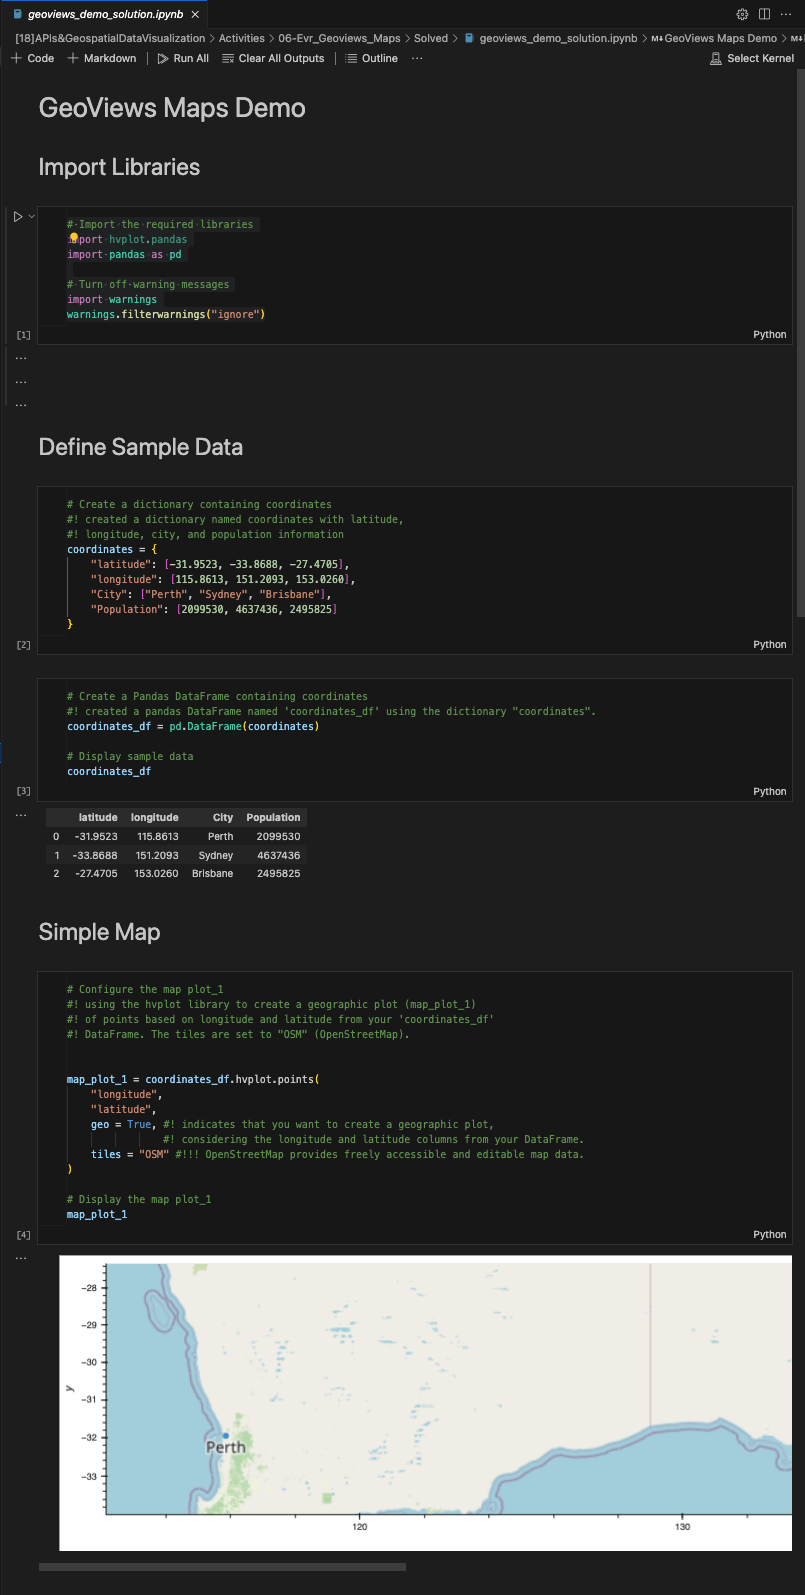 geoviews_demo_solution.ipynb
[18]APIs&GeospatialDataVisualization > Activities > 06-Evr_Geoviews_Maps > Solved > geoviews_demo_solution.ipynb > M↓GeoViews Maps Demo > M↓
+ Code + Markdown Run All Clear All Outputs Outline ... Select Kernel
GeoViews Maps Demo
Import Libraries
# Import the required libraries
import hvplot.pandas
import pandas as pd
# Turn off warning messages
import warnings
warnings.filterwarnings("ignore")
[1]
Python
...
...
...
Define Sample Data
# Create a dictionary containing coordinates
#! created a dictionary named coordinates with latitude,
#! longitude, city, and population information
coordinates = {
"latitude": [-31.9523, -33.8688, -27.4705],
"longitude": [115.8613, 151.2093, 153.0260],
"City": ["Perth", "Sydney", "Brisbane"],
"Population": [2099530, 4637436, 2495825]
}
[2]
Python
# Create a Pandas DataFrame containing coordinates
#! created a pandas DataFrame named 'coordinates_df' using the dictionary "coordinates".
coordinates_df = pd.DataFrame(coordinates)
# Display sample data
coordinates_df
[3]
Python
...
latitude longitude City Population
0 -31.9523 115.8613 Perth 2099530
1 -33.8688 151.2093 Sydney 4637436
2 -27.4705 153.0260 Brisbane 2495825
Simple Map
# Configure the map plot_1
#! using the hvplot library to create a geographic plot (map_plot_1)
#! of points based on longitude and latitude from your 'coordinates_df'
#! DataFrame. The tiles are set to "OSM" (OpenStreetMap).
map_plot_1 = coordinates_df.hvplot.points(
"longitude",
"latitude",
geo = True, #! indicates that you want to create a geographic plot,
#! considering the longitude and latitude columns from your DataFrame.
tiles = "OSM" #!!! OpenStreetMap provides freely accessible and editable map data.
)
# Display the map plot_1
map_plot_1
[4]
Python
...
-28
-29
-30
-31
-32
-33
y
Perth
120
130